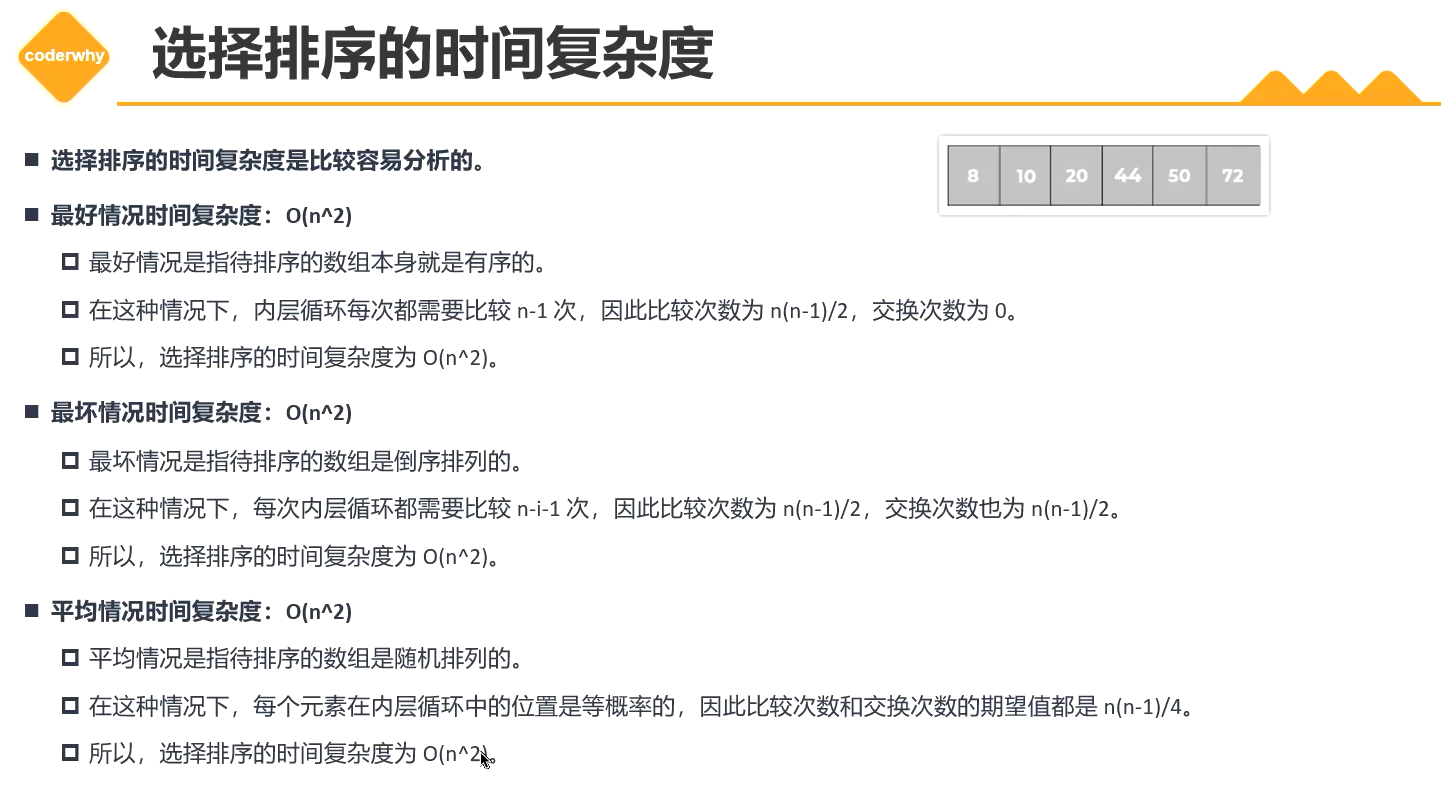 coderwhy
选择排序的时间复杂度
选择排序的时间复杂度是比较容易分析的。
8 10 20 44 50 72
最好情况时间复杂度：O(n^2)
最好情况是指待排序的数组本身就是有序的。
在这种情况下，内层循环每次都需要比较 n-1 次，因此比较次数为 n(n-1)/2，交换次数为 0。
所以，选择排序的时间复杂度为 O(n^2)。
最坏情况时间复杂度：O(n^2)
最坏情况是指待排序的数组是倒序排列的。
在这种情况下，每次内层循环都需要比较 n-i-1 次，因此比较次数为 n(n-1)/2，交换次数也为 n(n-1)/2。
所以，选择排序的时间复杂度为 O(n^2)。
平均情况时间复杂度：O(n^2)
平均情况是指待排序的数组是随机排列的。
在这种情况下，每个元素在内层循环中的位置是等概率的，因此比较次数和交换次数的期望值都是 n(n-1)/4。
所以，选择排序的时间复杂度为 O(n^2)。